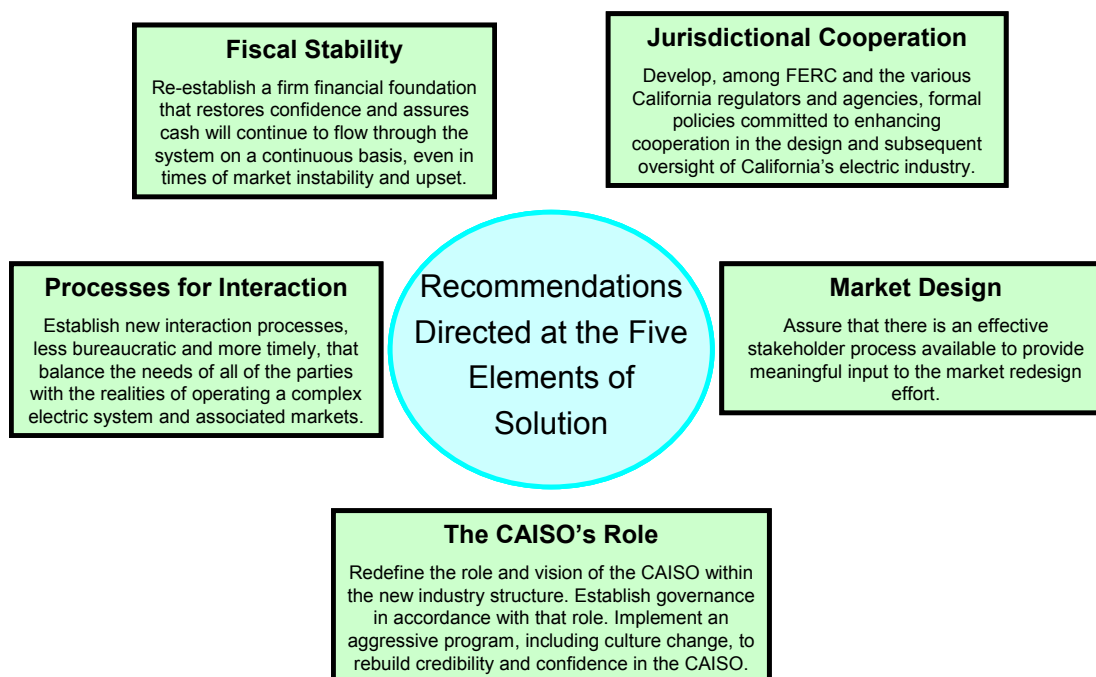 Fiscal Stability
Re-establish a firm financial foundation
that restores confidence and assures
cash will continue to flow through the
system on a continuous basis, even in
times of market instability and upset.
Jurisdictional Cooperation
Develop, among FERC and the various
California regulators and agencies, formal
policies committed to enhancing
cooperation in the design and subsequent
oversight of California’s electric industry.
Processes for Interaction
Establish new interaction processes,
less bureaucratic and more timely, that
balance the needs of all of the parties
with the realities of operating a complex
electric system and associated markets.
Recommendations
Directed at the Five
Elements of
Solution
Market Design
Assure that there is an effective
stakeholder process available to provide
meaningful input to the market redesign
effort.
The CAISO’s Role
Redefine the role and vision of the CAISO within
the new industry structure. Establish governance
in accordance with that role. Implement an
aggressive program, including culture change, to
rebuild credibility and confidence in the CAISO.